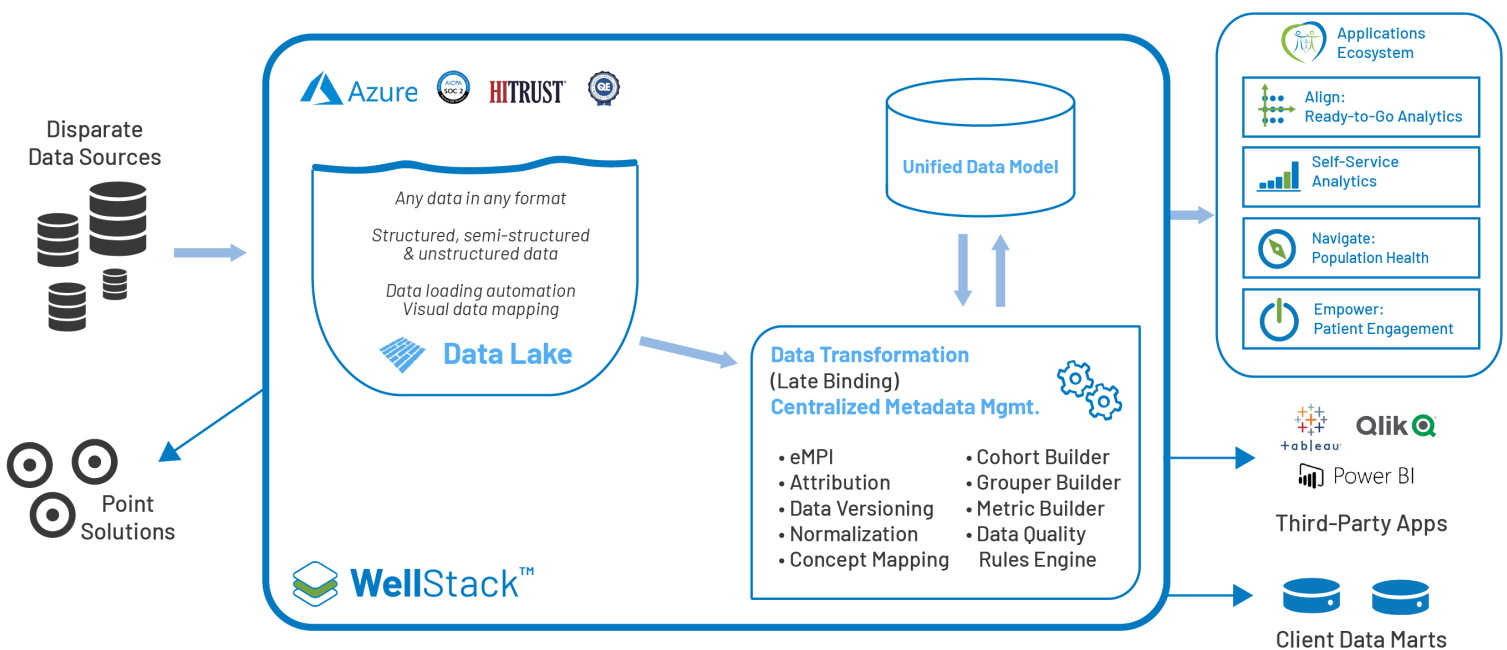 Disparate
Data Sources
Point
Solutions
Azure
AICPA
SOC 2
HITRUST
QE
Any data in any format
Structured, semi-structured
& unstructured data
Data loading automation
Visual data mapping
Data Lake
WellStack™
Unified Data Model
Data Transformation
(Late Binding)
Centralized Metadata Mgmt.
• eMPI
• Attribution
• Data Versioning
• Normalization
• Concept Mapping
• Cohort Builder
• Grouper Builder
• Metric Builder
• Data Quality
Rules Engine
Applications
Ecosystem
Align:
Ready-to-Go Analytics
Self-Service
Analytics
Navigate:
Population Health
Empower:
Patient Engagement
+ableau
Qlik
Power BI
Third-Party Apps
Client Data Marts